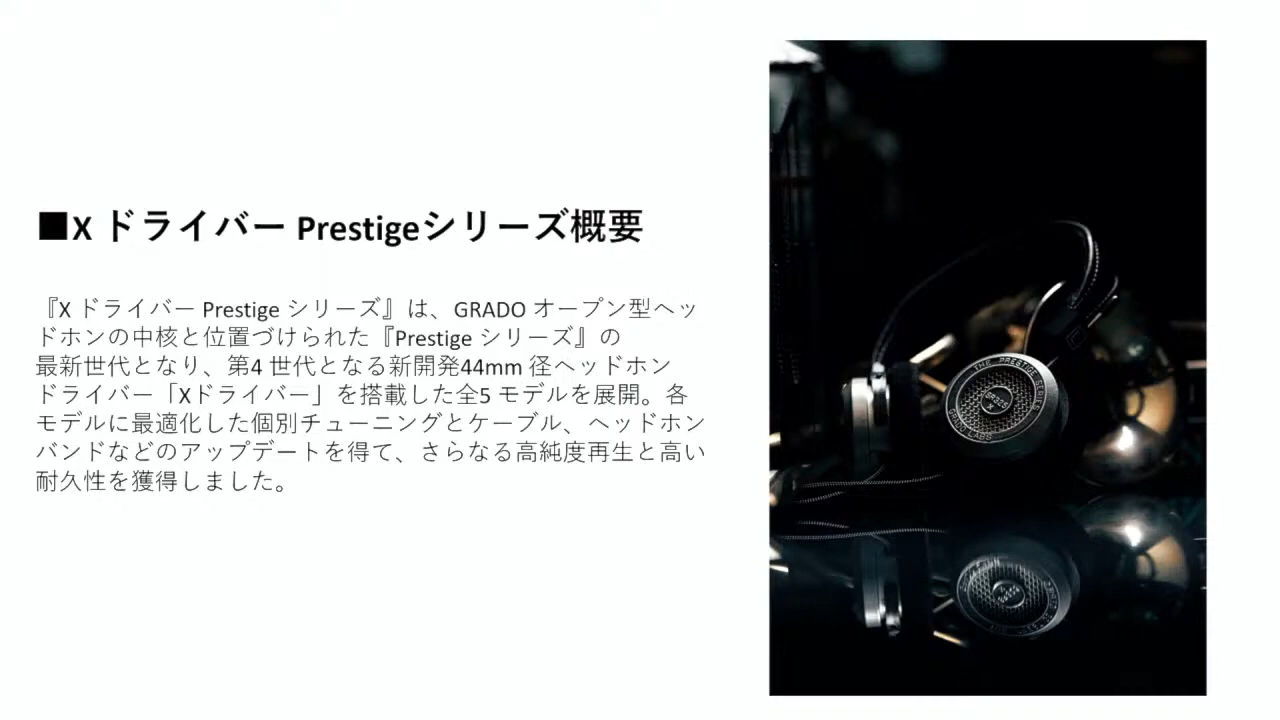 ■X ドライバー Prestigeシリーズ概要
『X ドライバー Prestige シリーズ』は、GRADO オープン型ヘッ
ドホンの中核と位置づけられた『Prestige シリーズ』の
最新世代となり、第4 世代となる新開発44mm 径ヘッドホン
ドライバー「Xドライバー」を搭載した全5 モデルを展開。各
モデルに最適化した個別チューニングとケーブル、ヘッドホン
バンドなどのアップデートを得て、さらなる高純度再生と高い
耐久性を獲得しました。
THE PRESTIGE SERIES
SR325
X
GRADO LABS